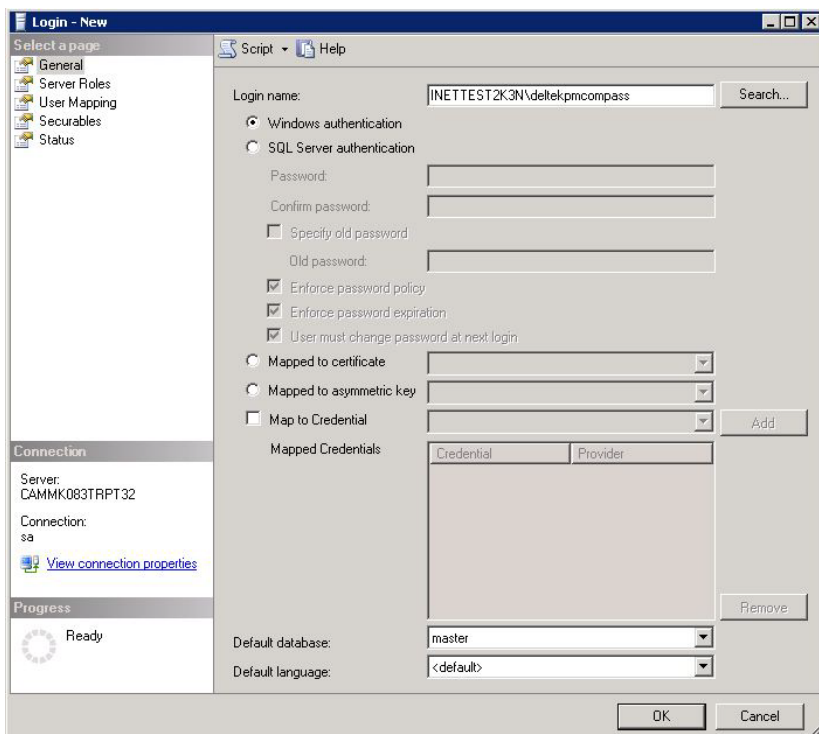 Login - New
Select a page
General
Server Roles
User Mapping
Securables
Status
Script Help
Login name: INETTEST2K3N\deltekpmcompass Search...
Windows authentication
SQL Server authentication
Password:
Confirm password:
Specify old password
Old password:
Enforce password policy
Enforce password expiration
User must change password at next login
Mapped to certificate
Mapped to asymmetric key
Map to Credential Add
Mapped Credentials Credential Provider
Remove
Default database: master
Default language: <default>
Connection
Server:
CAMMK083TRPT32
Connection:
sa
View connection properties
Progress
Ready
OK Cancel